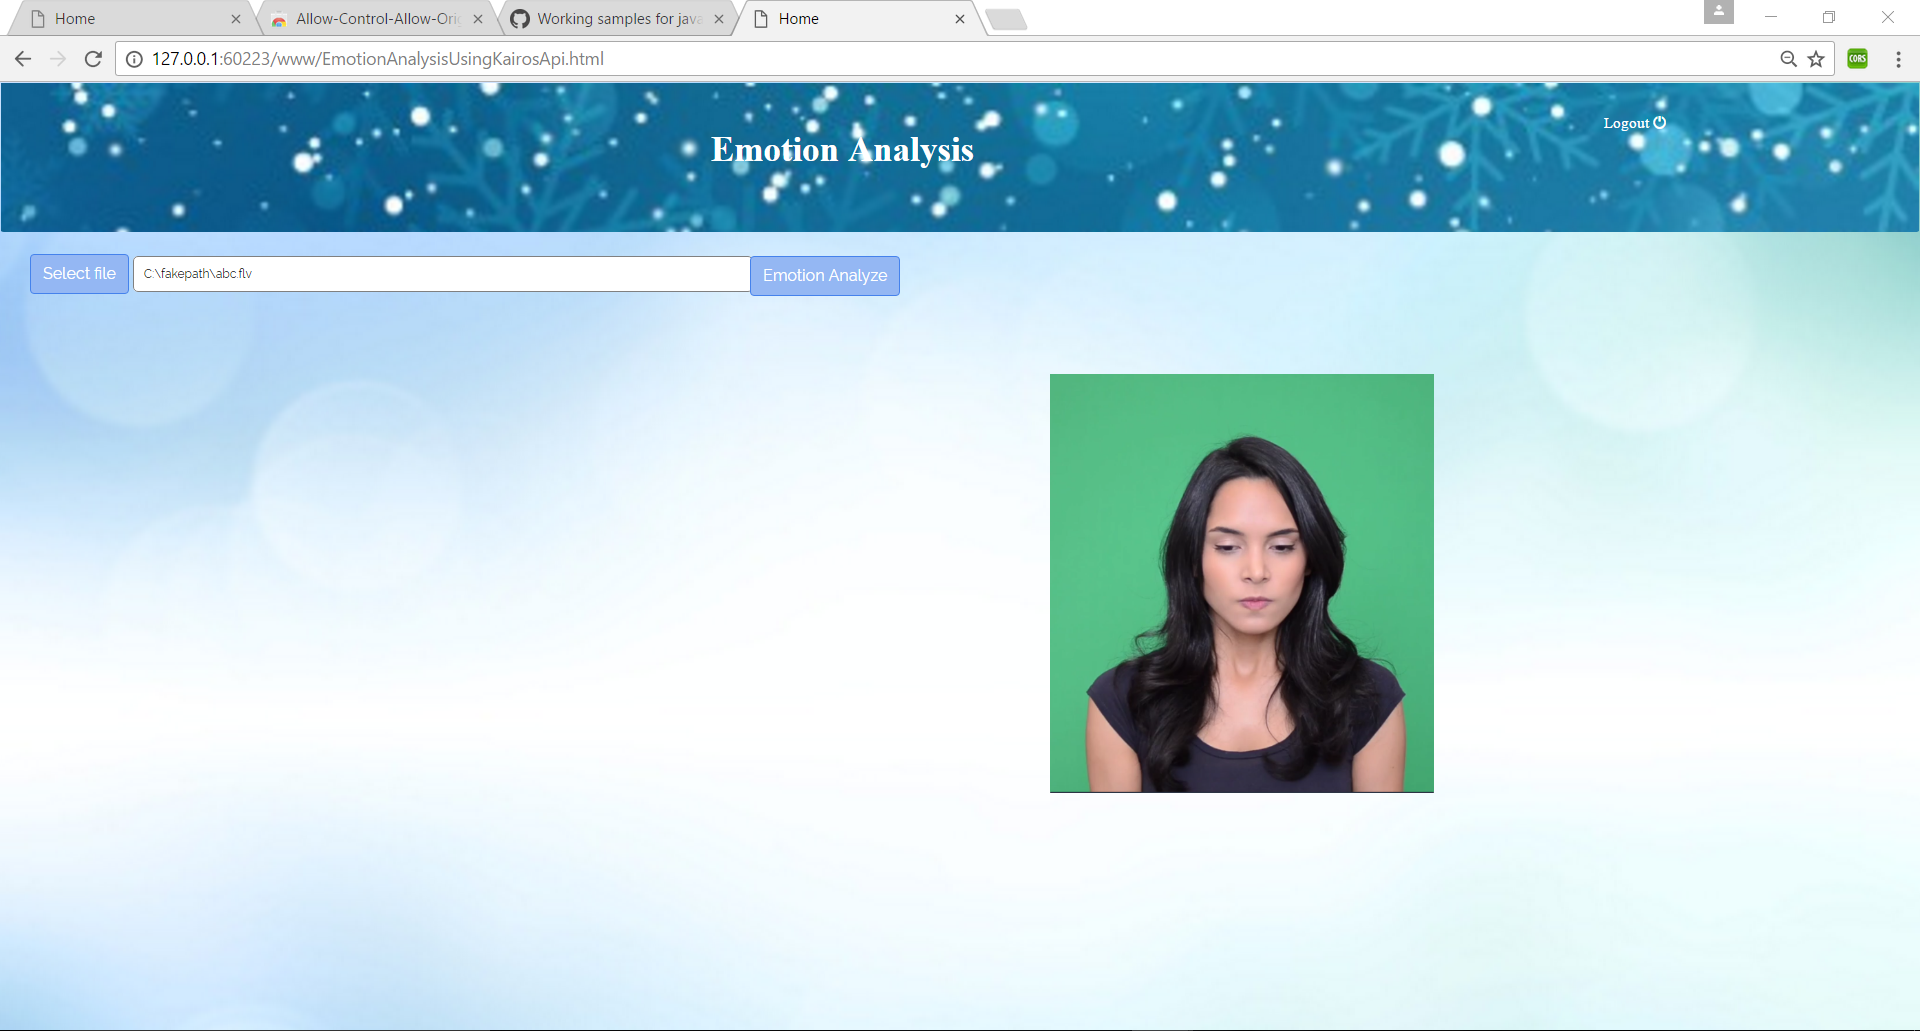 Home
Allow-Control-Allow-Ori
Working samples for java
Home
127.0.0.1:60223/www/EmotionAnalysisUsingKairosApi.html
CORS
Logout
Emotion Analysis
Select file
C:\fakepath\abc.flv
Emotion Analyze